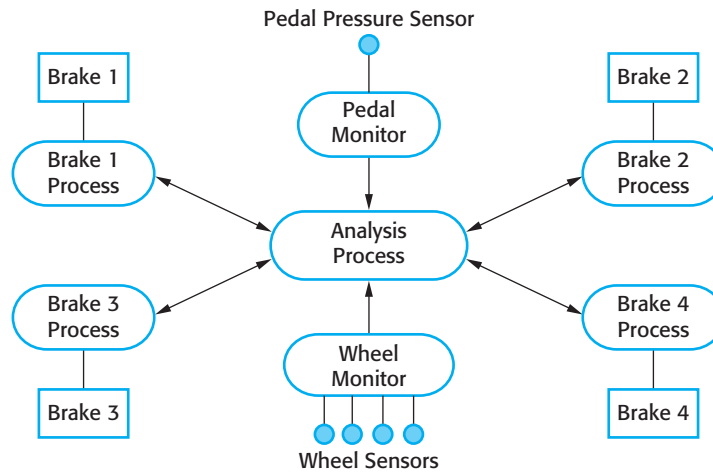 Pedal Pressure Sensor
Brake 1
Brake 2
Pedal
Monitor
Brake 1
Process
Brake 2
Process
Analysis
Process
Brake 3
Process
Brake 4
Process
Wheel
Monitor
Brake 3
Brake 4
Wheel Sensors